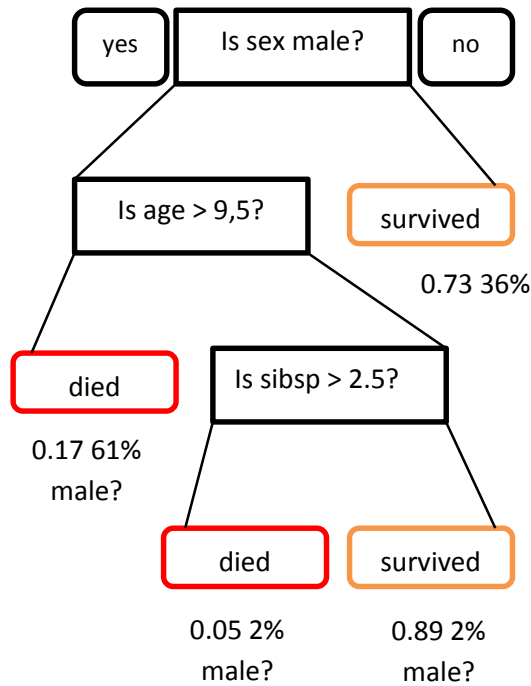 yes
Is sex male?
no
Is age > 9,5?
survived
0.73 36%
died
Is sibsp > 2.5?
0.17 61%
male?
died
survived
0.05 2%
male?
0.89 2%
male?